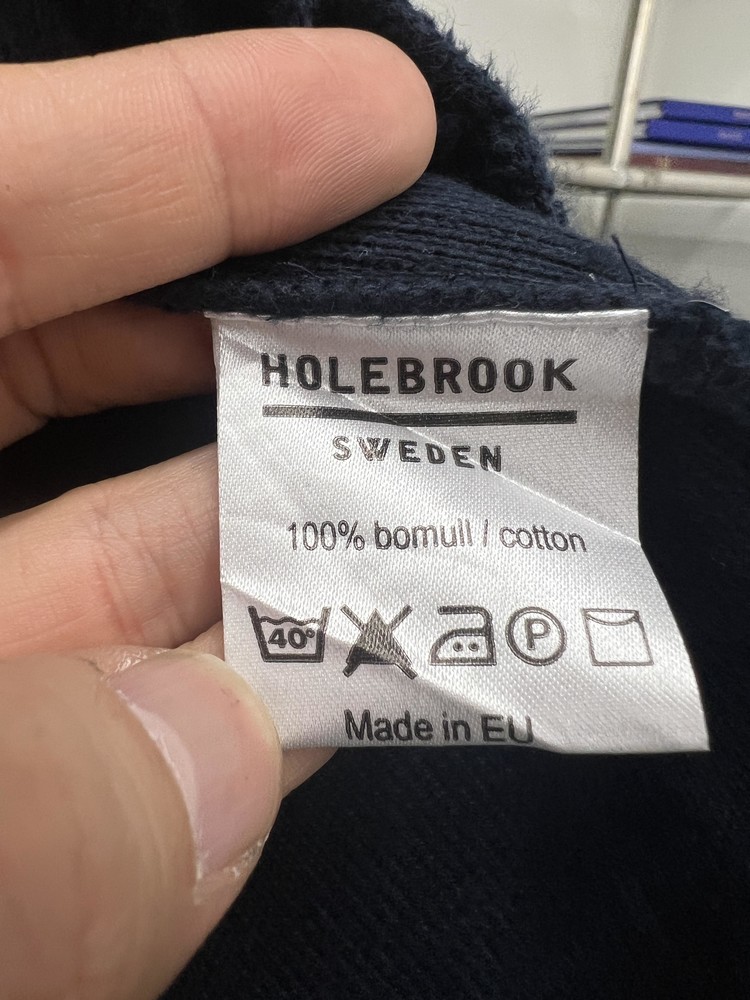 HOLEBROOK
SWEDEN
100% bomull / cotton
40° P
Made in EU